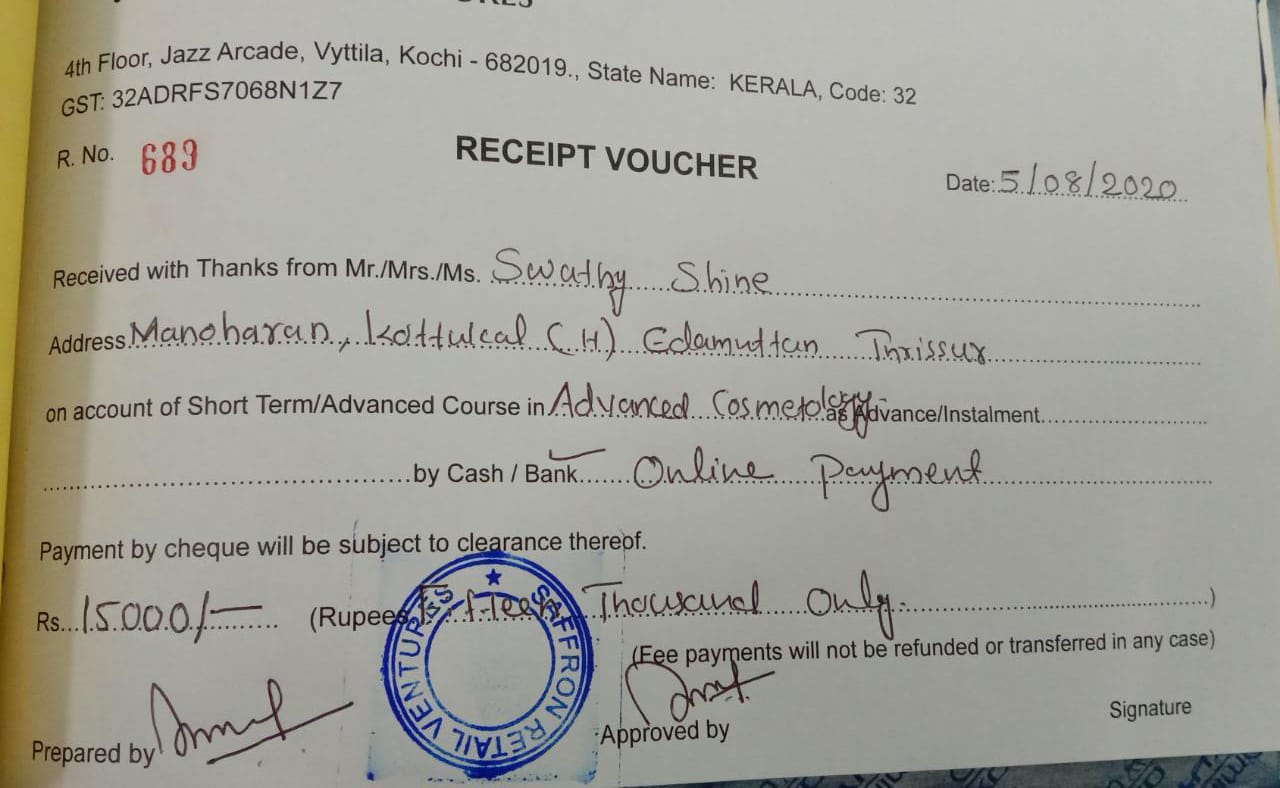 4th Floor, Jazz Arcade, Vyttila, Kochi - 682019., State Name: KERALA, Code: 32
GST: 32ADRFS7068N1Z7
R. No. 689
RECEIPT VOUCHER
Date: 5/08/2020
Received with Thanks from Mr./Mrs./Ms. Swathy Shine
Address Manoharan, Kottulcal (H) Edamuttan Thrissur
on account of Short Term/Advanced Course in Advanced Cosmetology as Advance/Instalment
by Cash / Bank Online Payment
Payment by cheque will be subject to clearance thereof.
Rs. 15000/- (Rupees Fifteen Thousand Only. )
(Fee payments will not be refunded or transferred in any case)
SAFFRON RETAIL VENTURES
Prepared by
Approved by
Signature